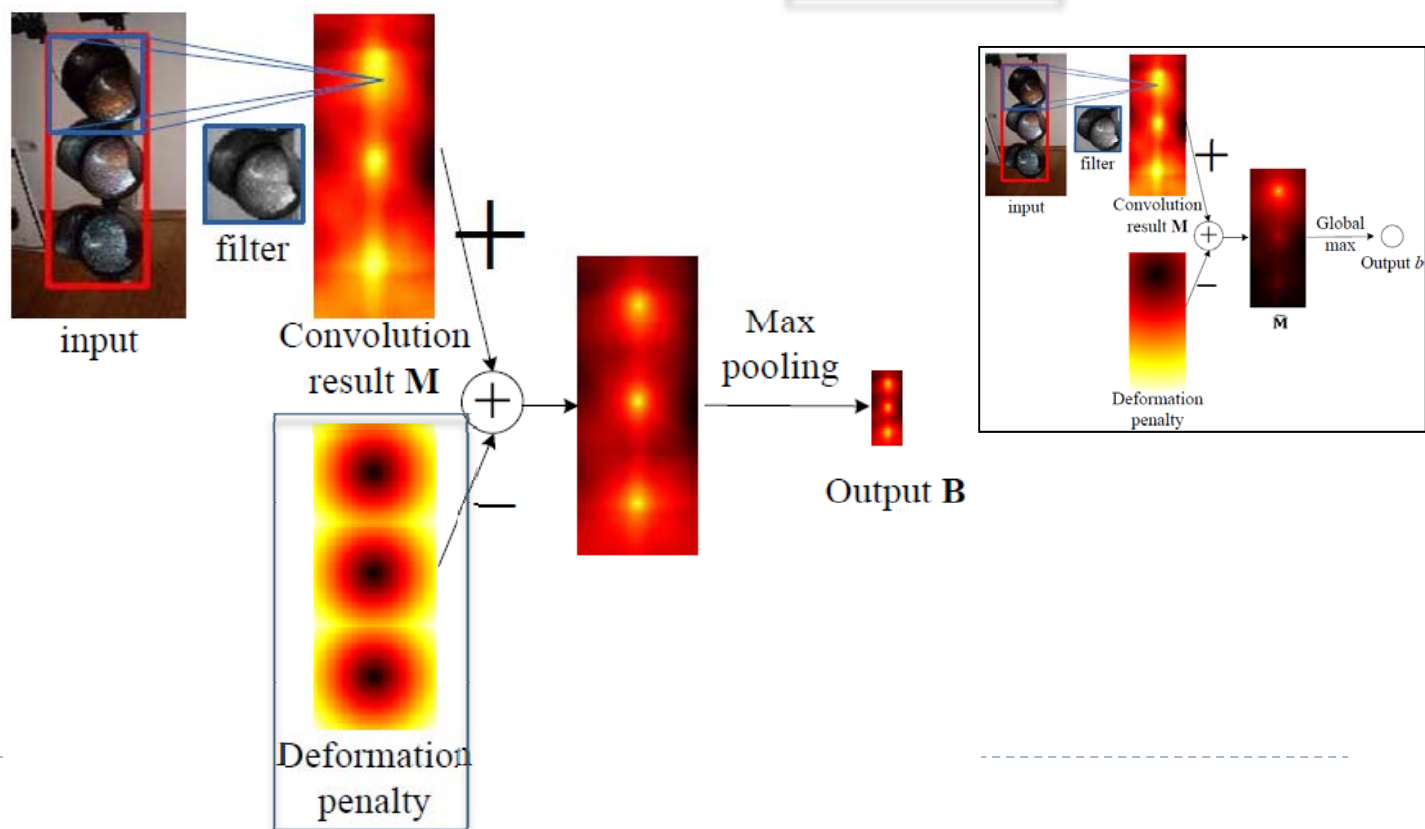 input
filter
Convolution
result M
+
+
−
Deformation
penalty
Max
pooling
Output B
input
filter
Convolution
result M
+
+
−
Deformation
penalty
M̃
Global
max
Output b